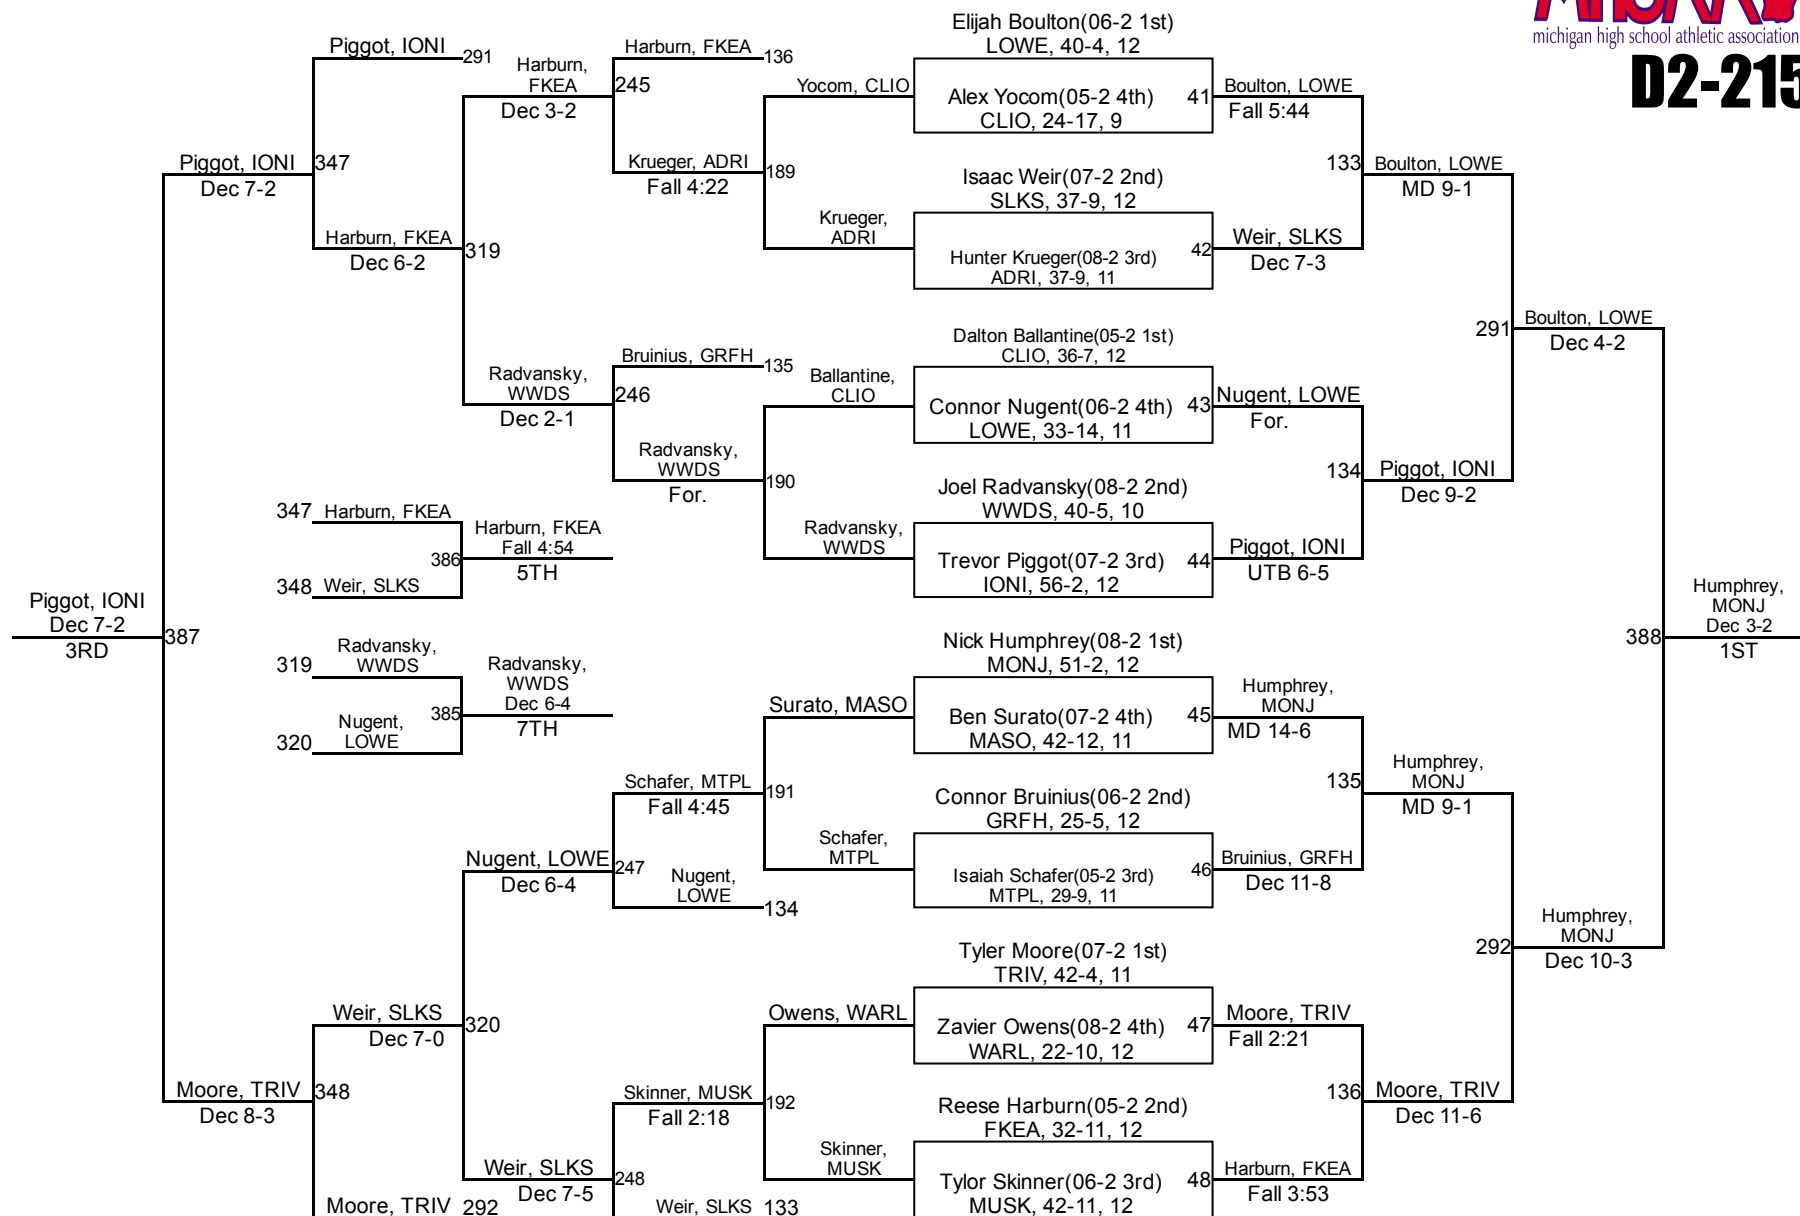 MHSAA
michigan high school athletic association
D2-215
Piggot, IONI
291
Piggot, IONI
347
Dec 7-2
Harburn, FKEA
Dec 6-2
319
Harburn,
FKEA
Dec 3-2
245
Harburn, FKEA
136
Krueger, ADRI
189
Fall 4:22
Yocom, CLIO
Krueger,
ADRI
Radvansky,
WWDS
Dec 2-1
246
Bruinius, GRFH
135
Radvansky,
WWDS
For.
190
Ballantine,
CLIO
Radvansky,
WWDS
347
Harburn, FKEA
348
Weir, SLKS
386
Harburn, FKEA
Fall 4:54
5TH
Piggot, IONI
Dec 7-2
3RD
387
319
Radvansky,
WWDS
320
Nugent,
LOWE
385
Radvansky,
WWDS
Dec 6-4
7TH
Surato, MASO
Schafer, MTPL
191
Fall 4:45
Schafer,
MTPL
Nugent, LOWE
247
Dec 6-4
Nugent,
LOWE
134
Weir, SLKS
320
Dec 7-0
Moore, TRIV
348
Dec 8-3
Owens, WARL
Skinner, MUSK
192
Fall 2:18
Skinner,
MUSK
Weir, SLKS
248
Dec 7-5
Moore, TRIV
292
Weir, SLKS
133
Elijah Boulton(06-2 1st)
LOWE, 40-4, 12
Alex Yocom(05-2 4th)
CLIO, 24-17, 9
41
Boulton, LOWE
Fall 5:44
Isaac Weir(07-2 2nd)
SLKS, 37-9, 12
Hunter Krueger(08-2 3rd)
ADRI, 37-9, 11
42
Weir, SLKS
Dec 7-3
133
Boulton, LOWE
MD 9-1
Dalton Ballantine(05-2 1st)
CLIO, 36-7, 12
Connor Nugent(06-2 4th)
LOWE, 33-14, 11
43
Nugent, LOWE
For.
Joel Radvansky(08-2 2nd)
WWDS, 40-5, 10
Trevor Piggot(07-2 3rd)
IONI, 56-2, 12
44
Piggot, IONI
UTB 6-5
134
Piggot, IONI
Dec 9-2
291
Boulton, LOWE
Dec 4-2
Nick Humphrey(08-2 1st)
MONJ, 51-2, 12
Ben Surato(07-2 4th)
MASO, 42-12, 11
45
Humphrey,
MONJ
MD 14-6
Connor Bruinius(06-2 2nd)
GRFH, 25-5, 12
Isaiah Schafer(05-2 3rd)
MTPL, 29-9, 11
46
Bruinius, GRFH
Dec 11-8
135
Humphrey,
MONJ
MD 9-1
Tyler Moore(07-2 1st)
TRIV, 42-4, 11
Zavier Owens(08-2 4th)
WARL, 22-10, 12
47
Moore, TRIV
Fall 2:21
Reese Harburn(05-2 2nd)
FKEA, 32-11, 12
Tylor Skinner(06-2 3rd)
MUSK, 42-11, 12
48
Harburn, FKEA
Fall 3:53
136
Moore, TRIV
Dec 11-6
292
Humphrey,
MONJ
Dec 10-3
388
Humphrey,
MONJ
Dec 3-2
1ST